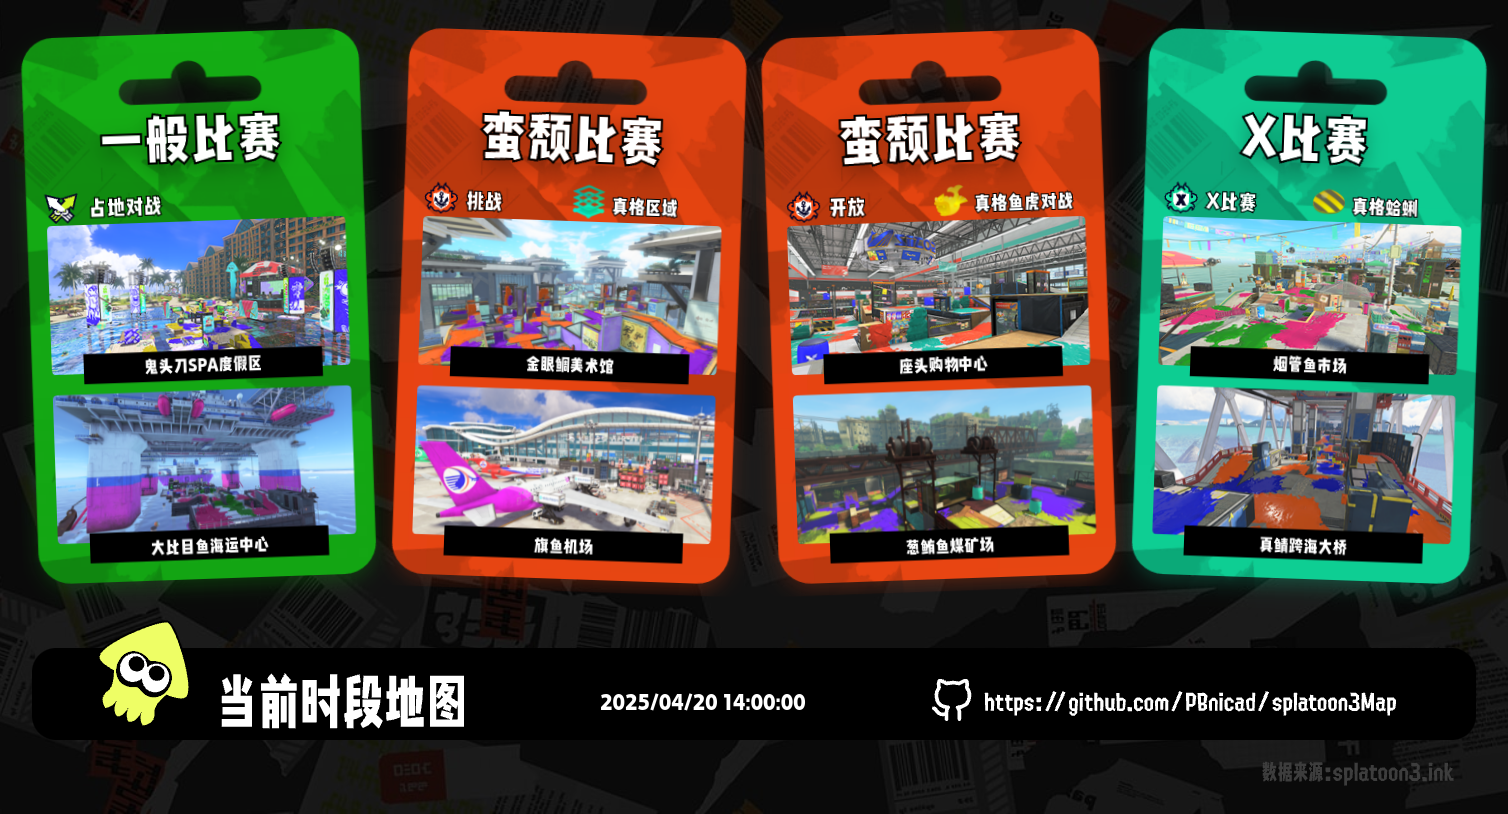 一般比赛
占地对战
鬼头刀SPA度假区
大比目鱼海运中心
蛮颓比赛
挑战
真格区域
金眼鲷美术馆
旗鱼机场
蛮颓比赛
开放
真格鱼虎对战
座头购物中心
葱鲔鱼煤矿场
X比赛
X比赛
真格蛤蜊
烟管鱼市场
真鲭跨海大桥
当前时段地图
2025/04/20 14:00:00
https://github.com/PBnicad/splatoon3Map
数据来源:splatoon3.ink